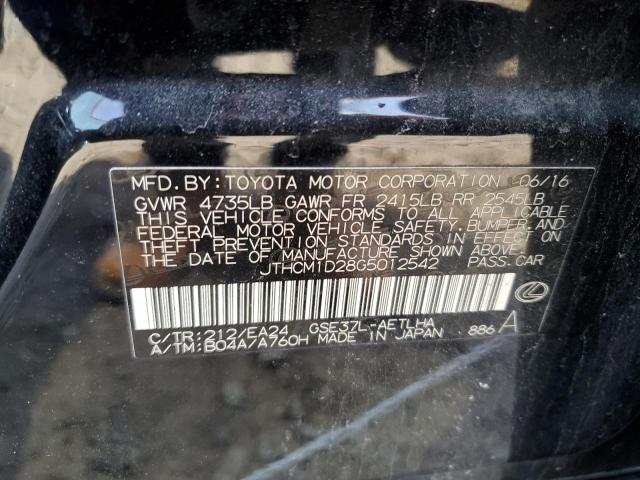 MFD. BY: TOYOTA MOTOR CORPORATION 06/16
GVWR 4735LB GAWR FR 2415LB RR 2545LB
THIS VEHICLE CONFORMS TO ALL APPLICABLE
FEDERAL MOTOR VEHICLE SAFETY, BUMPER, AND
THEFT PREVENTION STANDARDS IN EFFECT ON
THE DATE OF MANUFACTURE SHOWN ABOVE.
JTHCM1D28G5012542 PASS.CAR
C/TR:212/EA24 GSE37L-AETLHA
A/TM:B04A7A760H MADE IN JAPAN 886 A